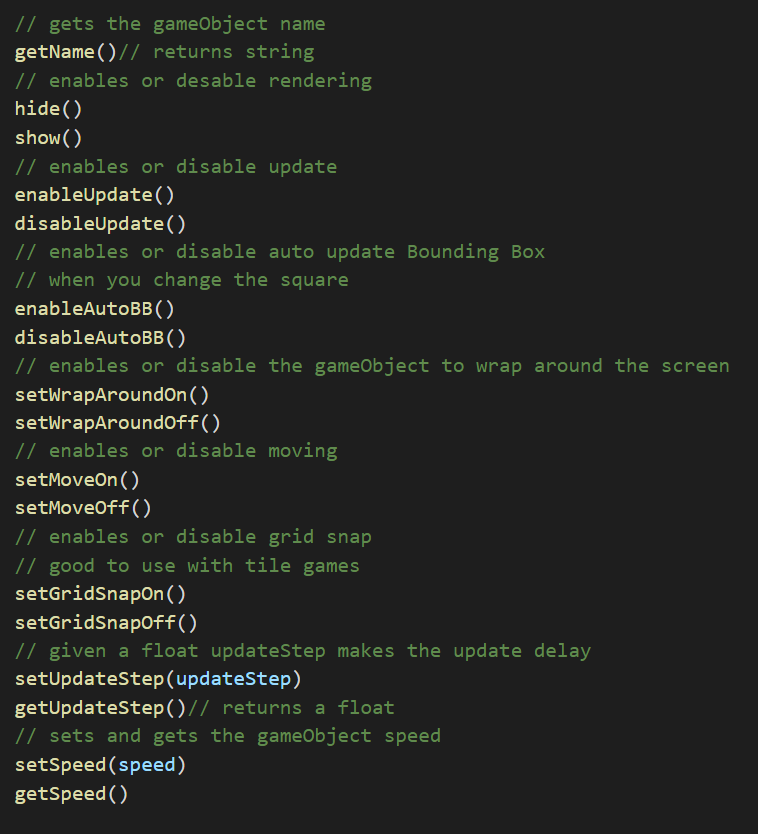 // gets the gameObject name
getName()// returns string
// enables or desable rendering
hide()
show()
// enables or disable update
enableUpdate()
disableUpdate()
// enables or disable auto update Bounding Box
// when you change the square
enableAutoBB()
disableAutoBB()
// enables or disable the gameObject to wrap around the screen
setWrapAroundOn()
setWrapAroundOff()
// enables or disable moving
setMoveOn()
setMoveOff()
// enables or disable grid snap
// good to use with tile games
setGridSnapOn()
setGridSnapOff()
// given a float updateStep makes the update delay
setUpdateStep(updateStep)
getUpdateStep()// returns a float
// sets and gets the gameObject speed
setSpeed(speed)
getSpeed()